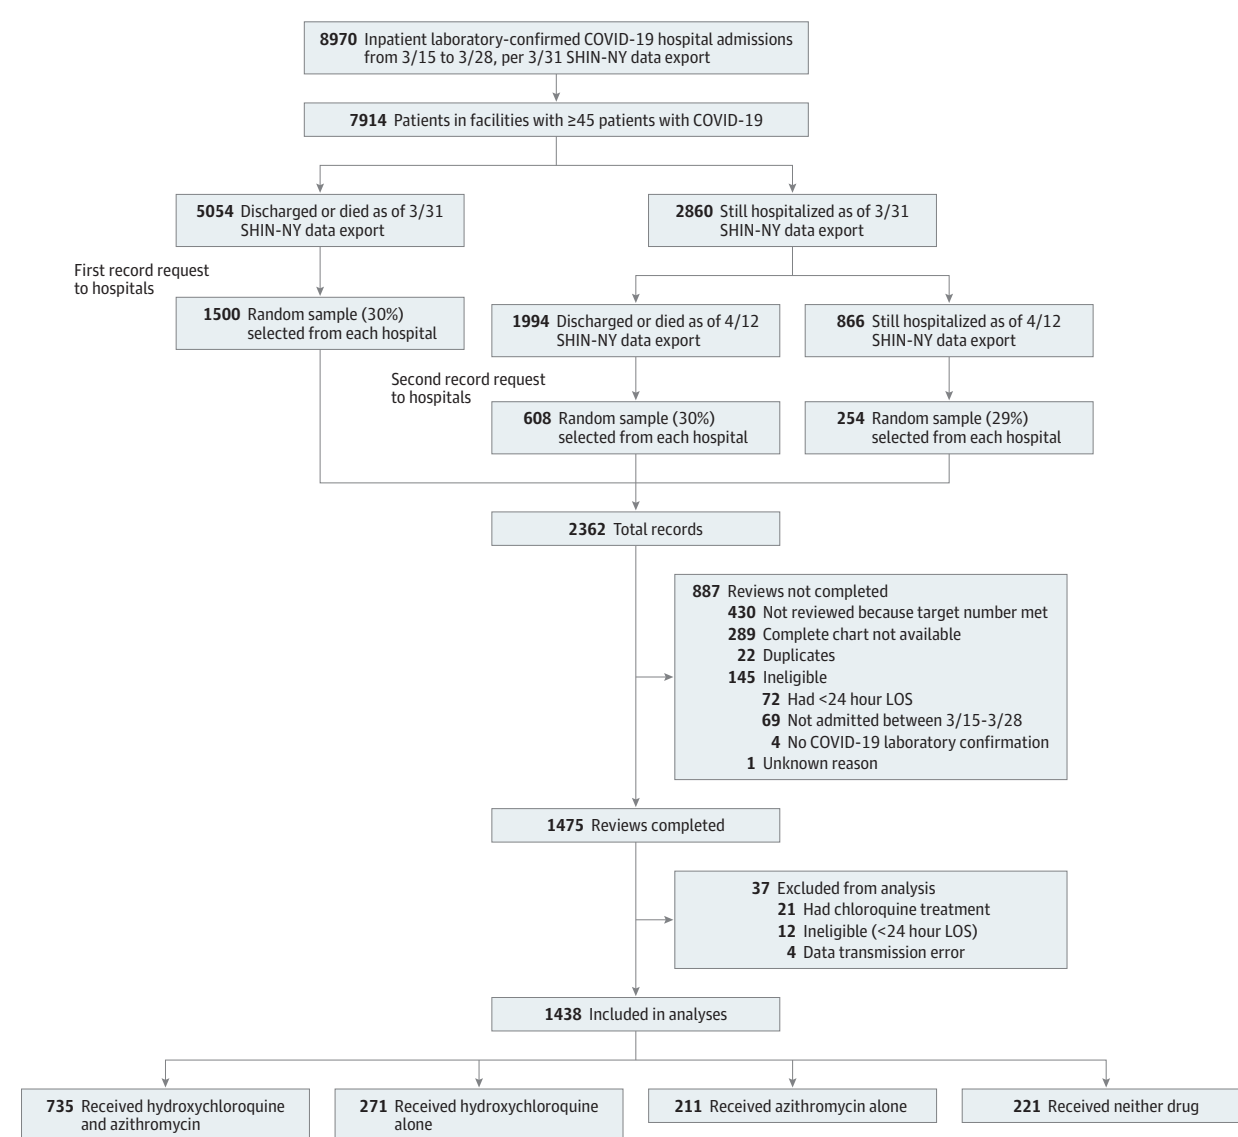 8970 Inpatient laboratory-confirmed COVID-19 hospital admissions
from 3/15 to 3/28, per 3/31 SHIN-NY data export
7914 Patients in facilities with ≥45 patients with COVID-19
5054 Discharged or died as of 3/31
SHIN-NY data export
2860 Still hospitalized as of 3/31
SHIN-NY data export
First record request
to hospitals
1500 Random sample (30%)
selected from each hospital
1994 Discharged or died as of 4/12
SHIN-NY data export
866 Still hospitalized as of 4/12
SHIN-NY data export
Second record request
to hospitals
608 Random sample (30%)
selected from each hospital
254 Random sample (29%)
selected from each hospital
2362 Total records
887 Reviews not completed
430 Not reviewed because target number met
289 Complete chart not available
22 Duplicates
145 Ineligible
72 Had <24 hour LOS
69 Not admitted between 3/15-3/28
4 No COVID-19 laboratory confirmation
1 Unknown reason
1475 Reviews completed
37 Excluded from analysis
21 Had chloroquine treatment
12 Ineligible (<24 hour LOS)
4 Data transmission error
1438 Included in analyses
735 Received hydroxychloroquine
and azithromycin
271 Received hydroxychloroquine
alone
211 Received azithromycin alone
221 Received neither drug